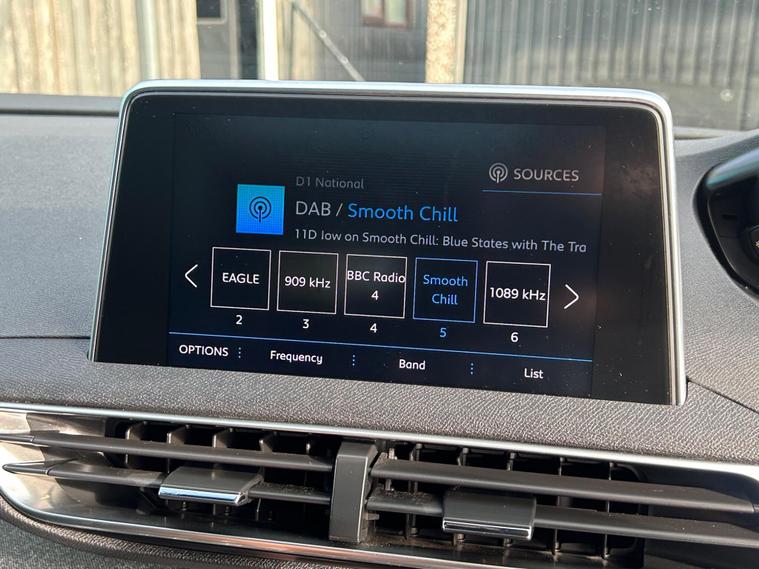 SOURCES
D1 National
DAB / Smooth Chill
11D Iow on Smooth Chill: Blue States with The Tra
EAGLE
909 kHz
BBC Radio
4
Smooth
Chill
1089 kHz
2
3
4
5
6
OPTIONS
Frequency
Band
List